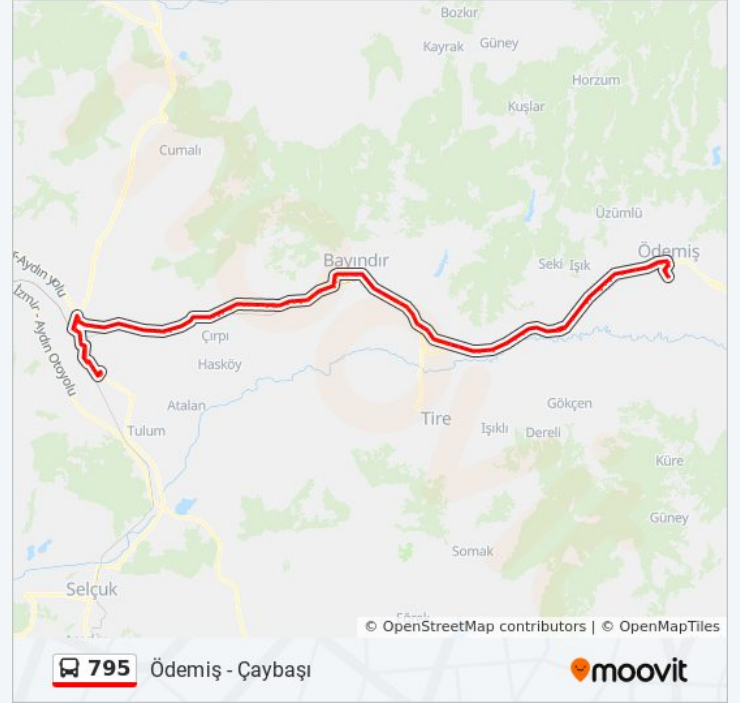 Bozkır
Kayrak
Güney
Horzum
Kuşlar
Cumalı
Üzümlü
Ödemiş
Bayındır
Seki
Işık
r-Aydın yolu
İzmir - Aydın Otoyolu
Çırpı
Hasköy
Atalan
Gökçen
Tire
Işıklı
Dereli
Tulum
Küre
Güney
Somak
Selçuk
© OpenStreetMap contributors | © OpenMapTiles
795 Ödemiş - Çaybaşı
moovit